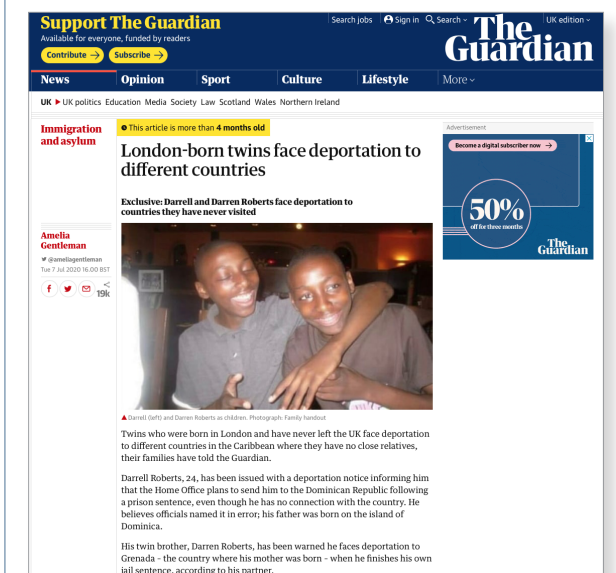 Support The Guardian
Available for everyone, funded by readers
Contribute →
Subscribe →
Search jobs
Sign in
Search
The Guardian
UK edition
News
Opinion
Sport
Culture
Lifestyle
More
UK
UK politics
Education
Media
Society
Law
Scotland
Wales
Northern Ireland
Immigration
and asylum
This article is more than 4 months old
London-born twins face deportation to
different countries
Exclusive: Darrell and Darren Roberts face deportation to
countries they have never visited
Amelia
Gentleman
@ameliagentleman
Tue 7 Jul 2020 16.00 BST
f
19k
Advertisement
Become a digital subscriber now →
50%
off for three months
The
Guardian
Darrell (left) and Darren Roberts as children. Photograph: Family handout
Twins who were born in London and have never left the UK face deportation
to different countries in the Caribbean where they have no close relatives,
their families have told the Guardian.
Darrell Roberts, 24, has been issued with a deportation notice informing him
that the Home Office plans to send him to the Dominican Republic following
a prison sentence, even though he has no connection with the country. He
believes officials named it in error; his father was born on the island of
Dominica.
His twin brother, Darren Roberts, has been warned he faces deportation to
Grenada – the country where his mother was born – when he finishes his own
jail sentence, according to his partner.